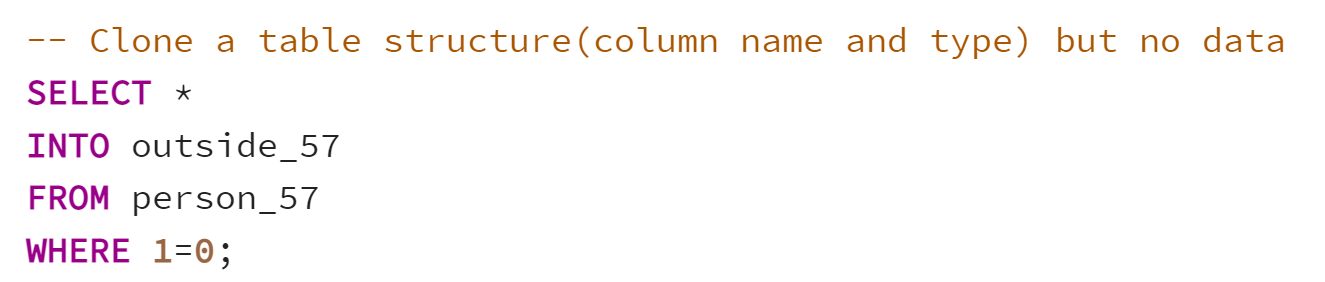 -- Clone a table structure(column name and type) but no data
SELECT *
INTO outside_57
FROM person_57
WHERE 1=0;